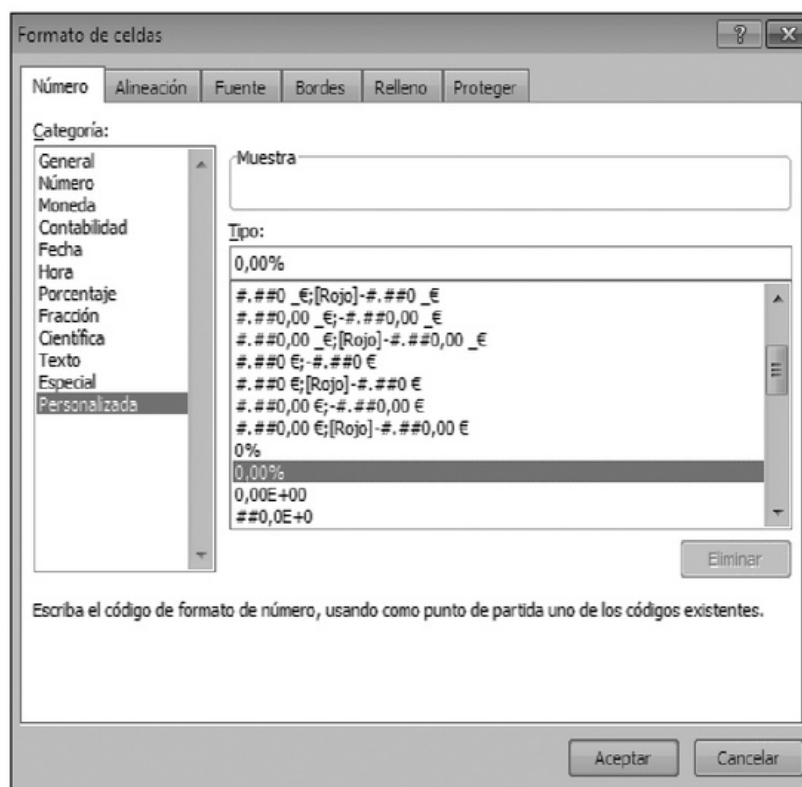 Formato de celdas
Número Alineación Fuente Bordes Relleno Proteger
Categoría:
General
Número
Moneda
Contabilidad
Fecha
Hora
Porcentaje
Fracción
Científica
Texto
Especial
Personalizada
Muestra
Tipo:
0,00%
#.##0 _€;[Rojo]-#.##0 _€
#.##0,00 _€;-#.##0,00 _€
#.##0,00 _€;[Rojo]-#.##0,00 _€
#.##0 €;-#.##0 €
#.##0 €;[Rojo]-#.##0 €
#.##0,00 €;-#.##0,00 €
#.##0,00 €;[Rojo]-#.##0,00 €
0%
0,00%
0,00E+00
##0,0E+0
Eliminar
Escriba el código de formato de número, usando como punto de partida uno de los códigos existentes.
Aceptar Cancelar